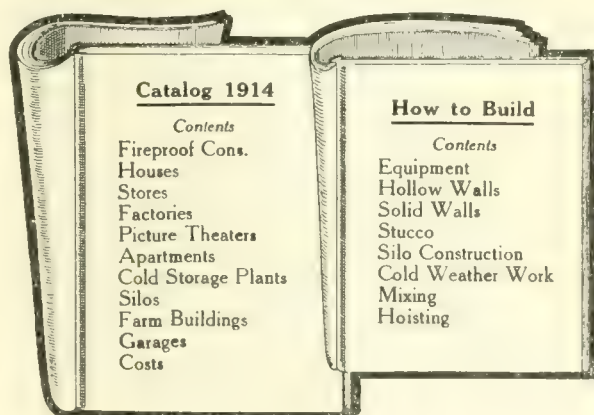 Catalog 1914
Contents
Fireproof Cons.
Houses
Stores
Factories
Picture Theaters
Apartments
Cold Storage Plants
Silos
Farm Buildings
Garages
Costs
How to Build
Contents
Equipment
Hollow Walls
Solid Walls
Stucco
Silo Construction
Cold Weather Work
Mixing
Hoisting